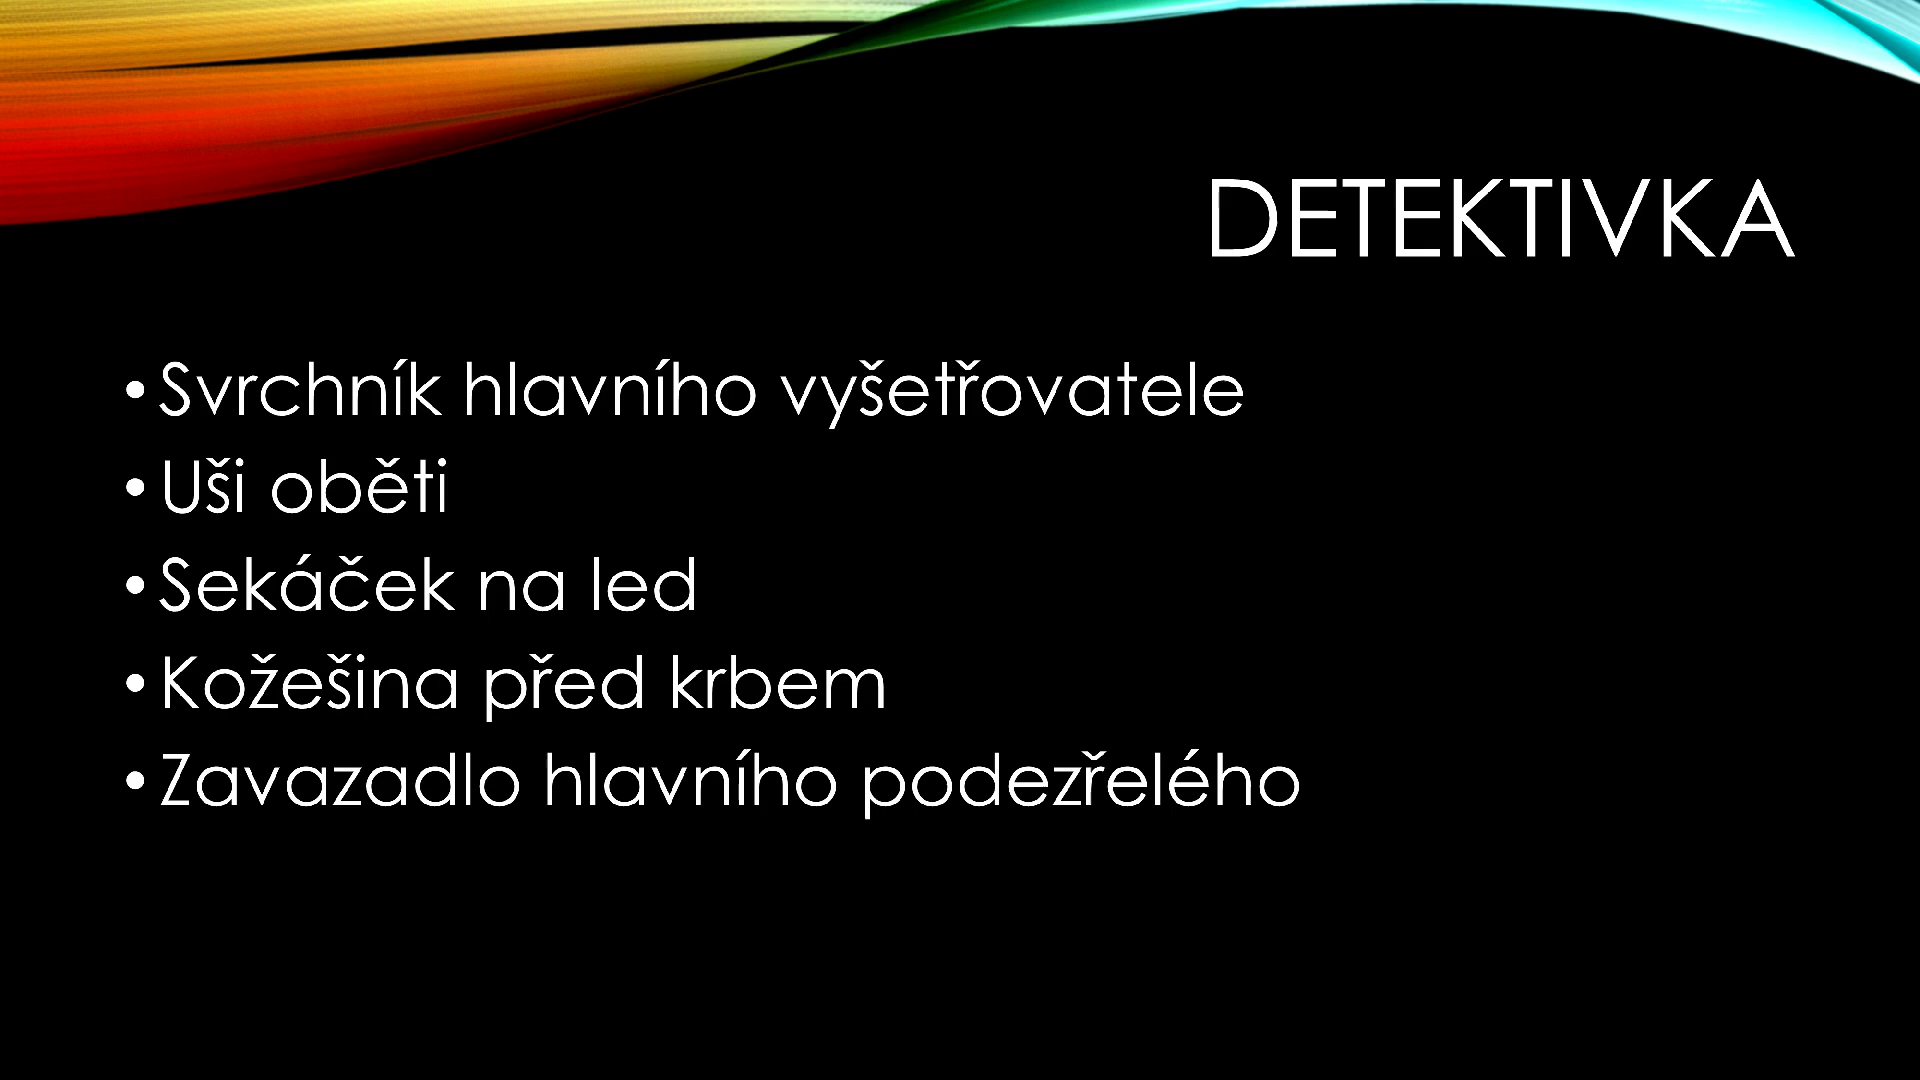 DETEKTIVKA
• Svrchník hlavního vyšetřovatele
• Uši oběti
• Sekáček na led
• Kožešina před krbem
• Zavazadlo hlavního podezřelého